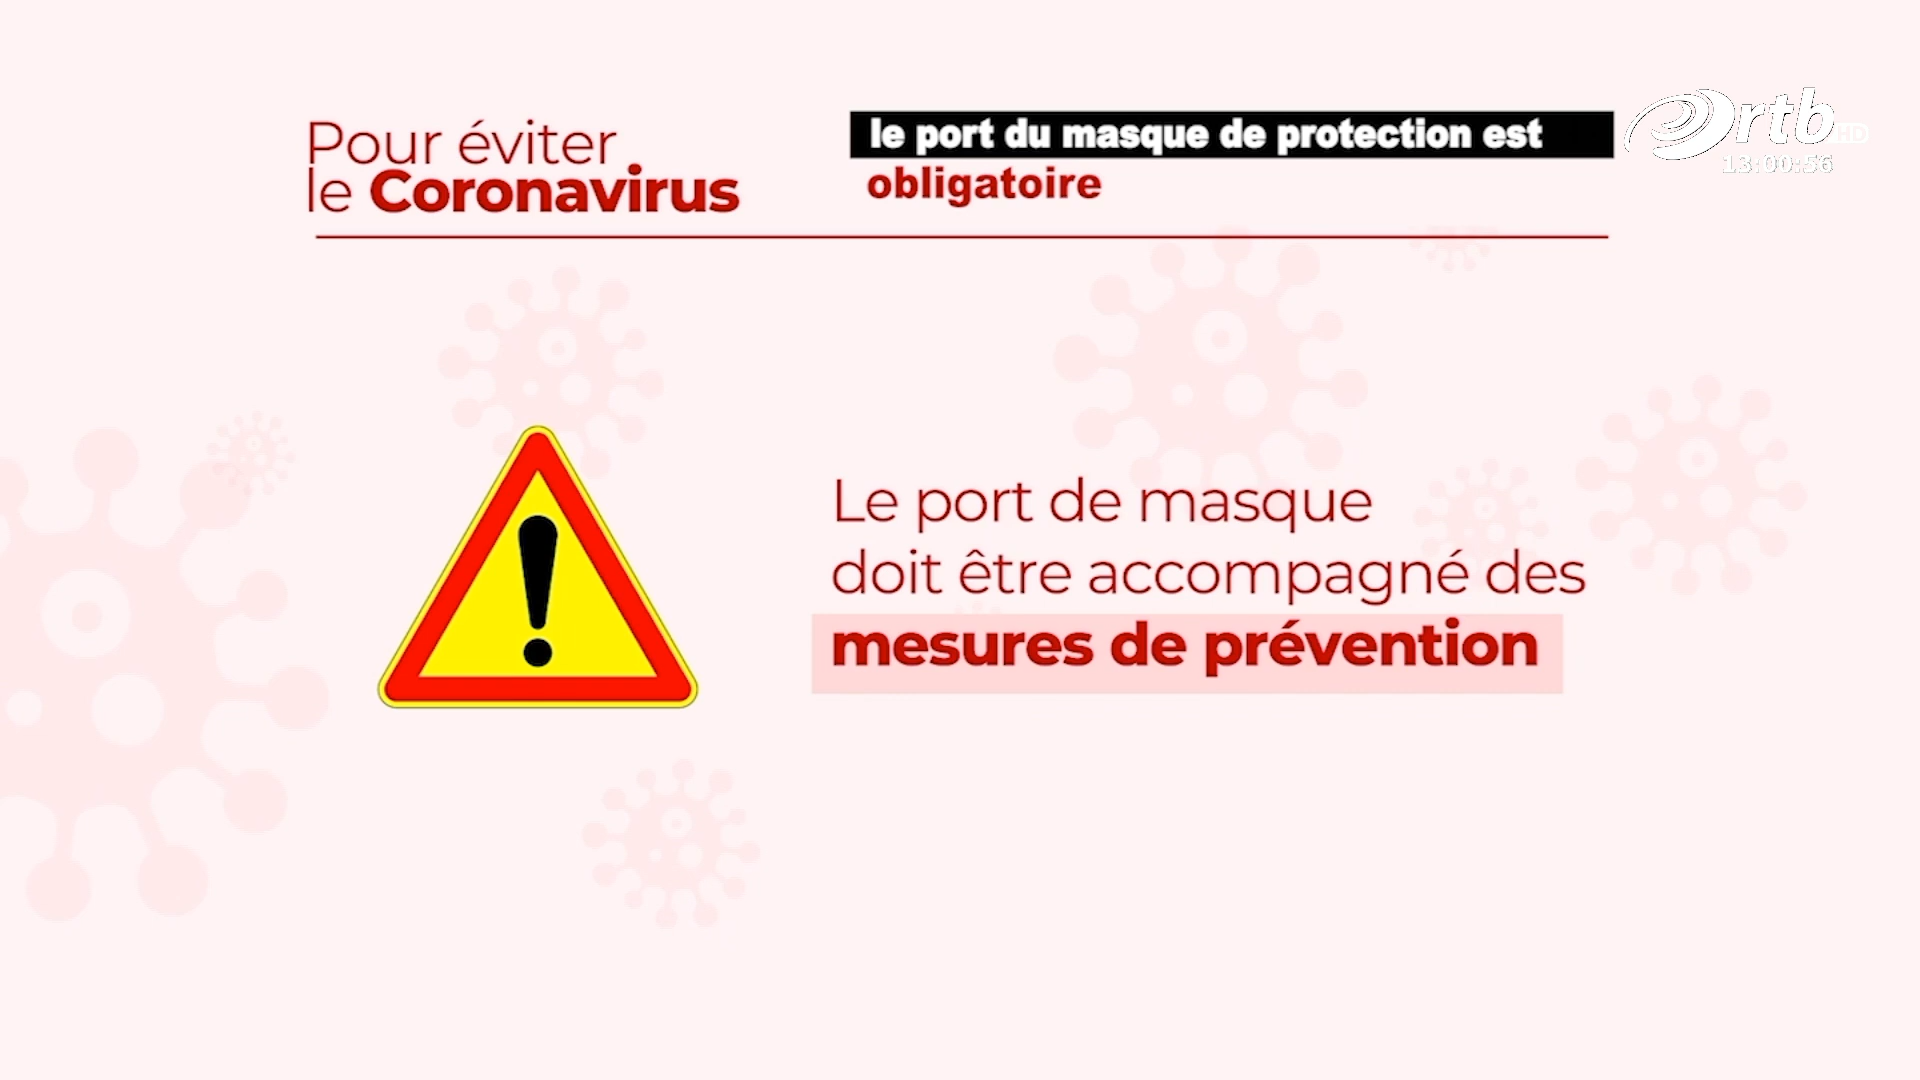 Pour éviter
le Coronavirus
le port du masque de protection est
obligatoire
rtb HD
13:00:56
Le port de masque
doit être accompagné des
mesures de prévention